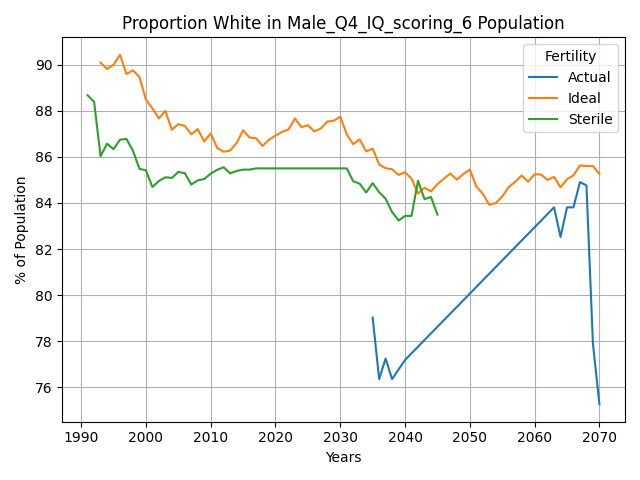 Proportion White in Male_Q4_IQ_scoring_6 Population
Fertility
Actual
Ideal
Sterile
% of Population
90
88
86
84
82
80
78
76
1990
2000
2010
2020
2030
2040
2050
2060
2070
Years